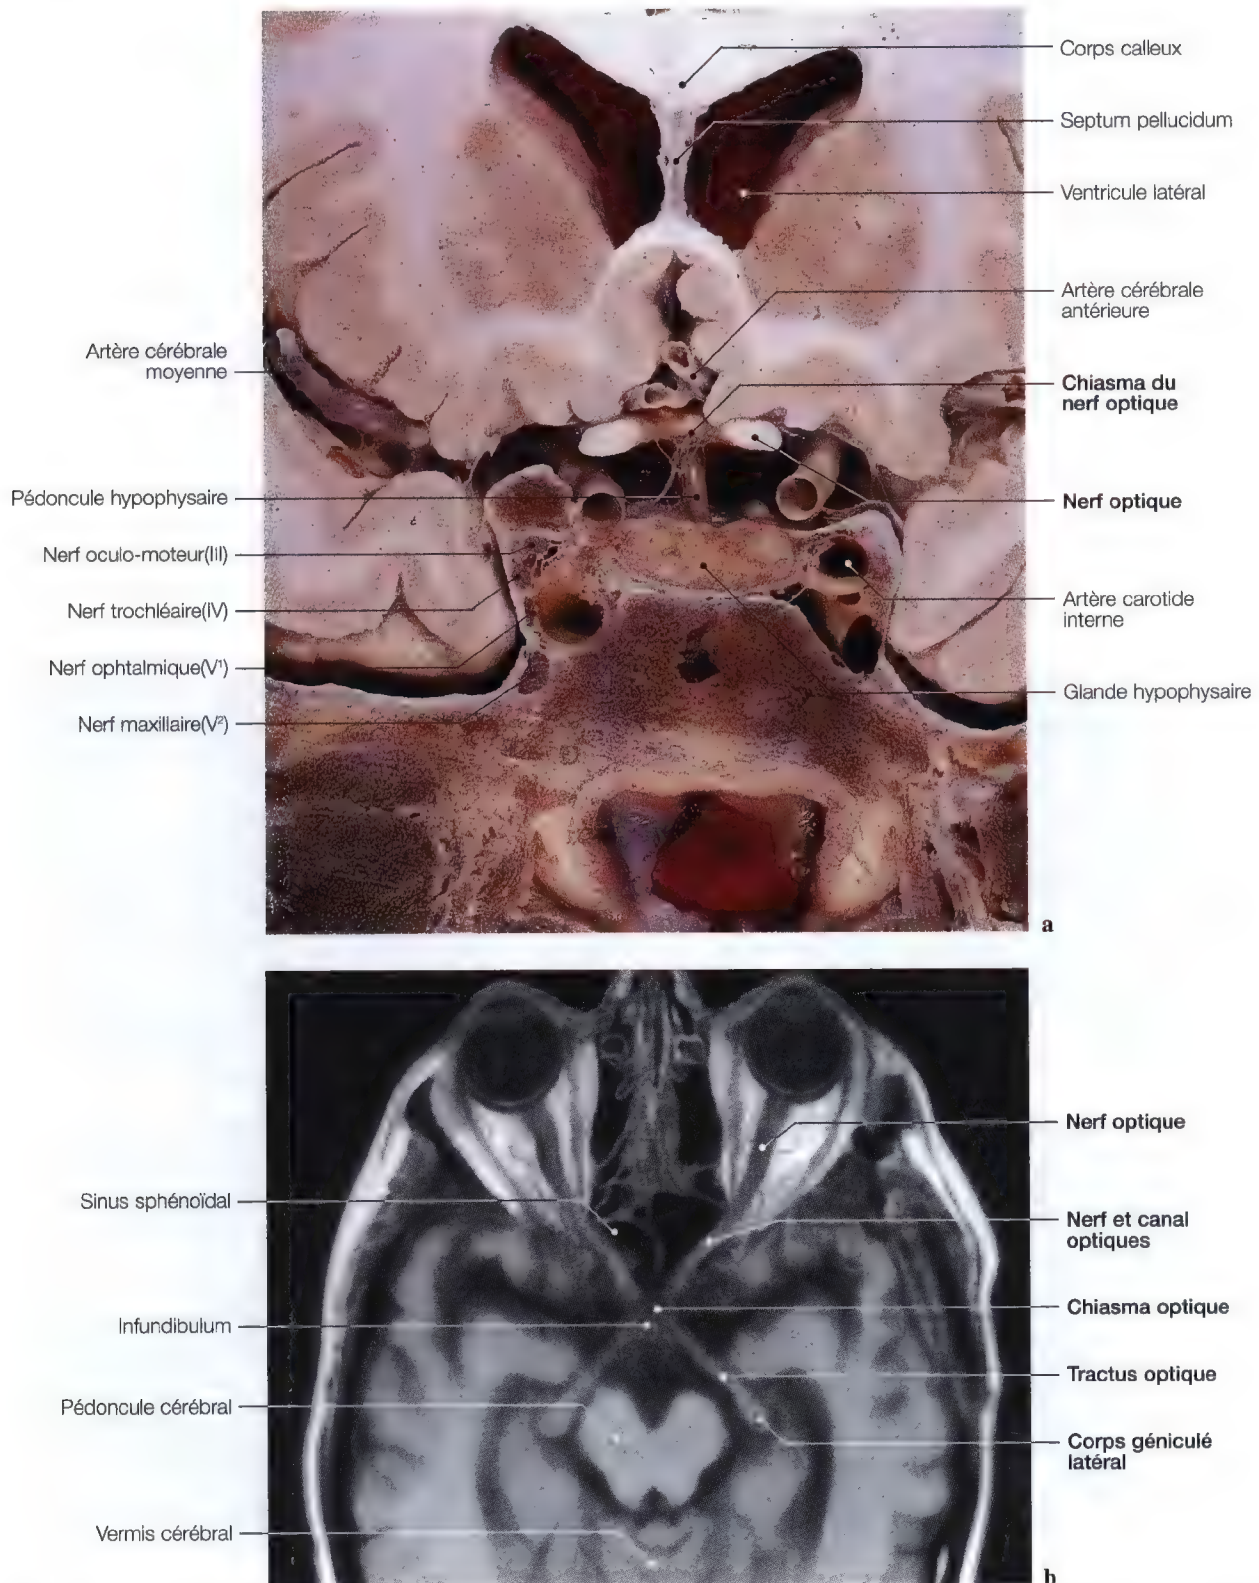 Corps calleux
Septum pellucidum
Ventricule latéral
Artère cérébrale
antérieure
Artère cérébrale
moyenne
Chiasma du
nerf optique
Pédoncule hypophysaire
Nerf optique
Nerf oculo-moteur(III)
Nerf trochléaire(IV)
Artère carotide
interne
Nerf ophtalmique(V¹)
Glande hypophysaire
Nerf maxillaire(V²)
a
Nerf optique
Sinus sphénoïdal
Nerf et canal
optiques
Chiasma optique
Infundibulum
Tractus optique
Pédoncule cérébral
Corps géniculé
latéral
Vermis cérébral
b